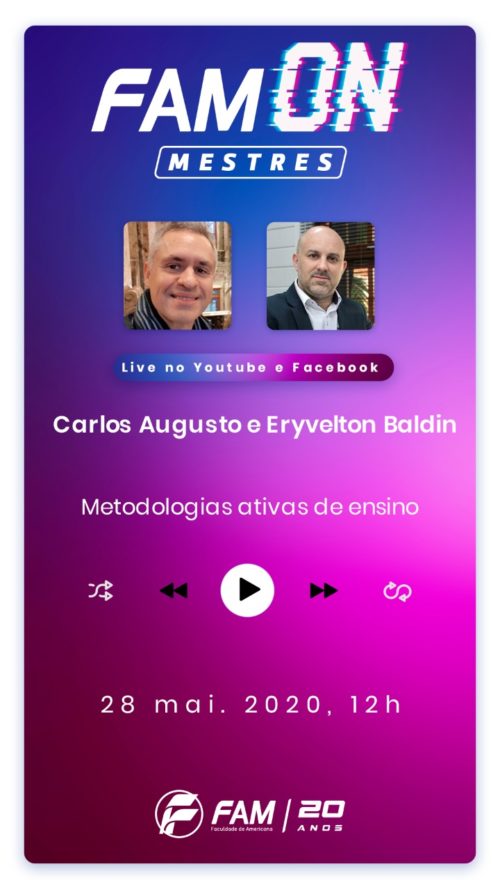 FAM ON
MESTRES
Live no Youtube e Facebook
Carlos Augusto e Eryvelton Baldin
Metodologias ativas de ensino
28 mai. 2020, 12h
FAM 20
Faculdade de Americana ANOS